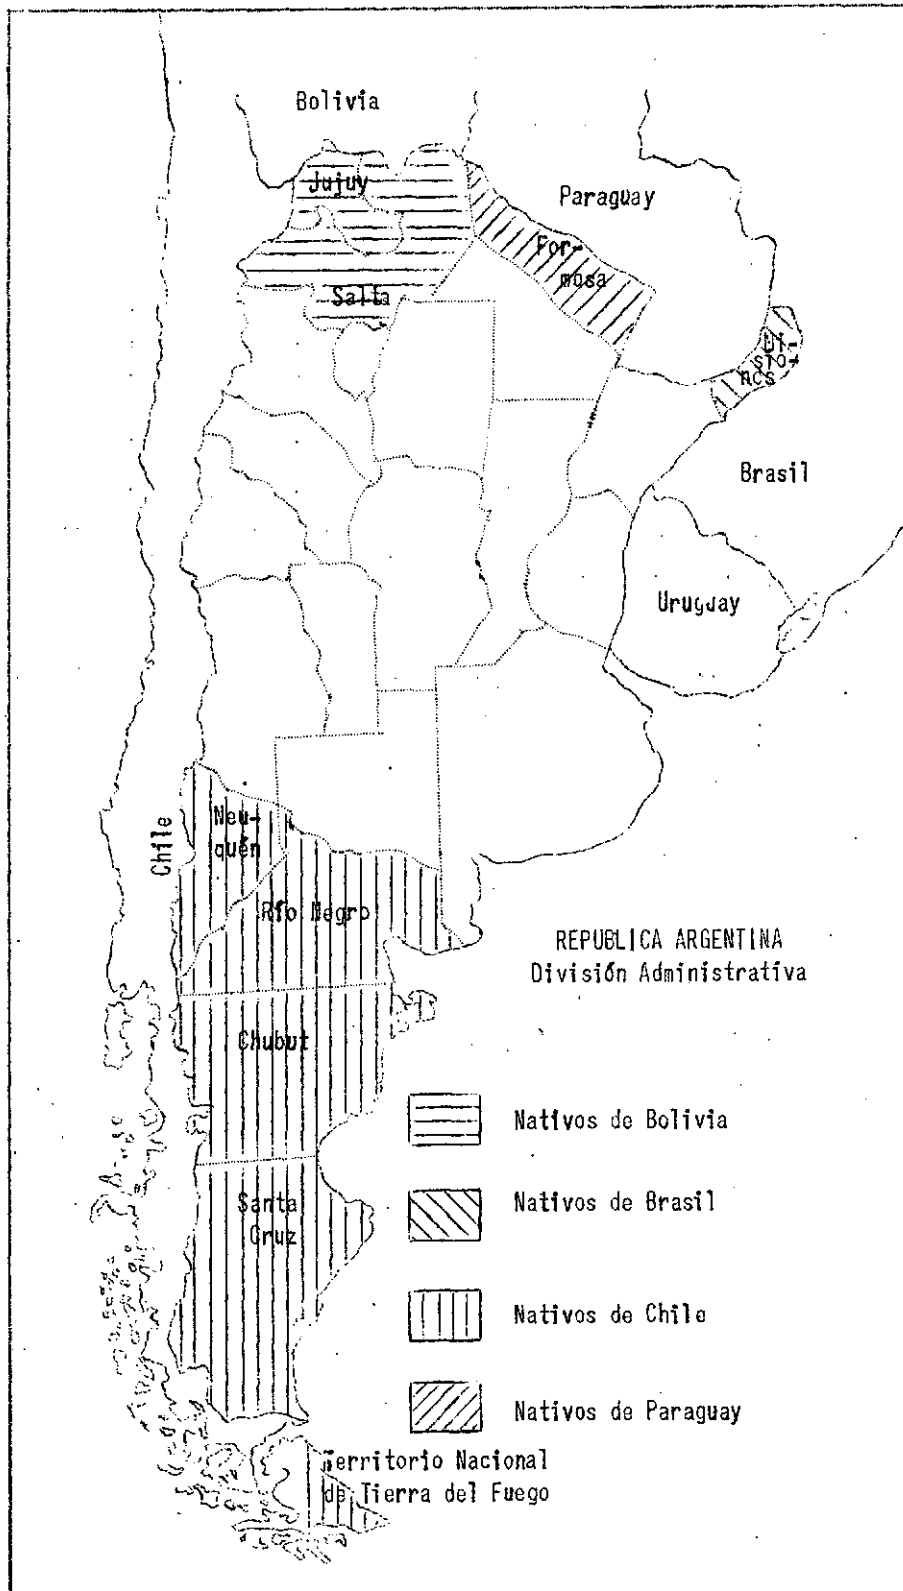 Bolivia
Jujuy
Paraguay
For-
mosa
Salta
Mi-
sio-
nes
Brasil
Uruguay
Chile
Neu-
quén
Río Negro
REPUBLICA ARGENTINA
División Administrativa
Chubut
Nativos de Bolivia
Santa
Cruz
Nativos de Brasil
Nativos de Chile
Nativos de Paraguay
Territorio Nacional
de Tierra del Fuego